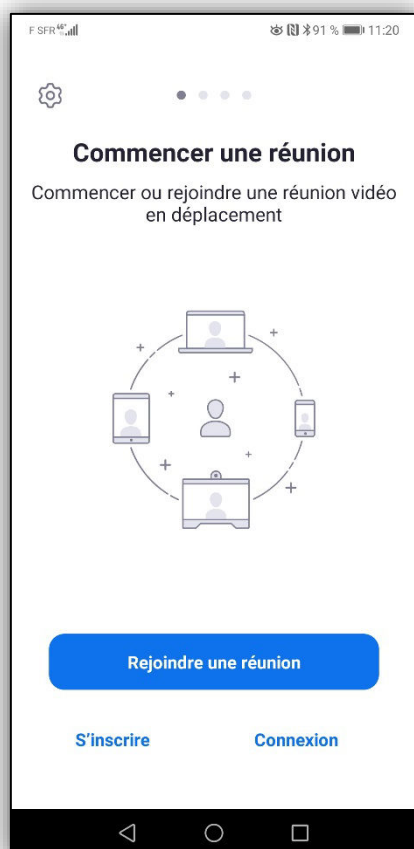 F SFR 4G+ 91 % 11:20
Commencer une réunion
Commencer ou rejoindre une réunion vidéo
en déplacement
Rejoindre une réunion
S'inscrire Connexion